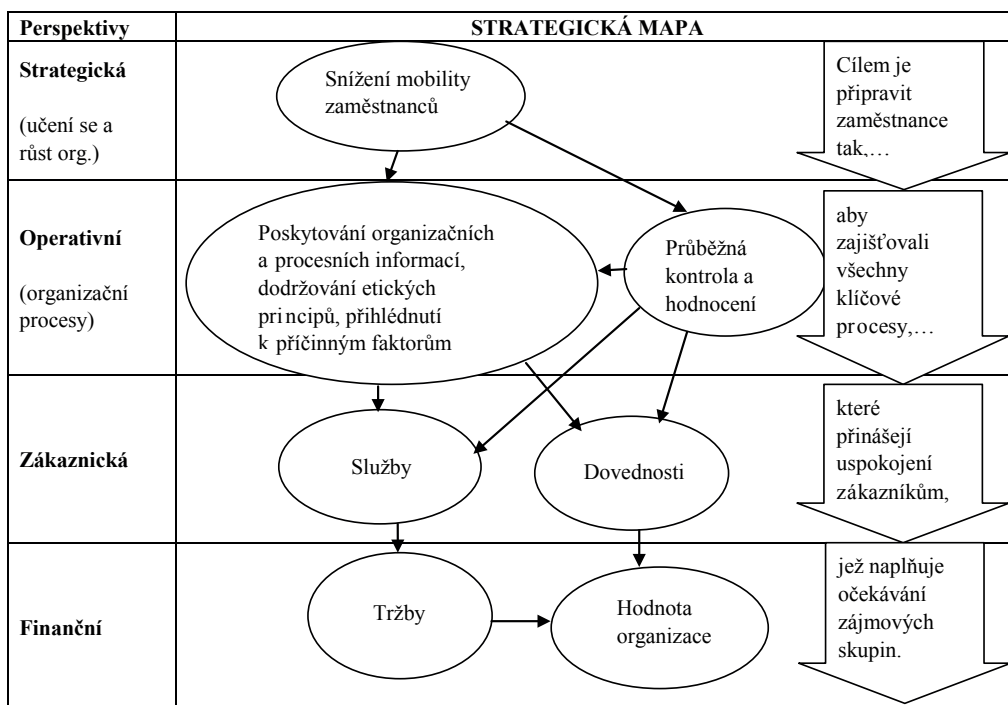 Perspektivy
STRATEGICKÁ MAPA
Strategická
(učení se a
růst org.)
Snížení mobility
zaměstnanců
Cílem je
připravit
zaměstnance
tak,…
Operativní
(organizační
procesy)
Poskytování organizačních
a procesních informací,
dodržování etických
principů, přihlédnutí
k příčinným faktorům
Průběžná
kontrola a
hodnocení
aby
zajišťovali
všechny
klíčové
procesy,…
Zákaznická
Služby
Dovednosti
které
přinášejí
uspokojení
zákazníkům,
Finanční
Tržby
Hodnota
organizace
jež naplňuje
očekávání
zájmových
skupin.